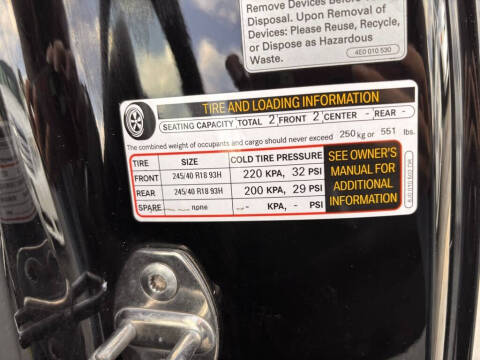 Remove Devices Before Vehicle
Disposal. Upon Removal of
Devices: Please Reuse, Recycle,
or Dispose as Hazardous
Waste.
4E0 010 530
TIRE AND LOADING INFORMATION
SEATING CAPACITY TOTAL 2 FRONT 2 CENTER - REAR -
The combined weight of occupants and cargo should never exceed 250 kg or 551 lbs.
TIRE SIZE COLD TIRE PRESSURE
FRONT 245/40 R18 93H 220 KPA, 32 PSI
REAR 245/40 R18 93H 200 KPA, 29 PSI
SPARE none - KPA, - PSI
SEE OWNER'S
MANUAL FOR
ADDITIONAL
INFORMATION